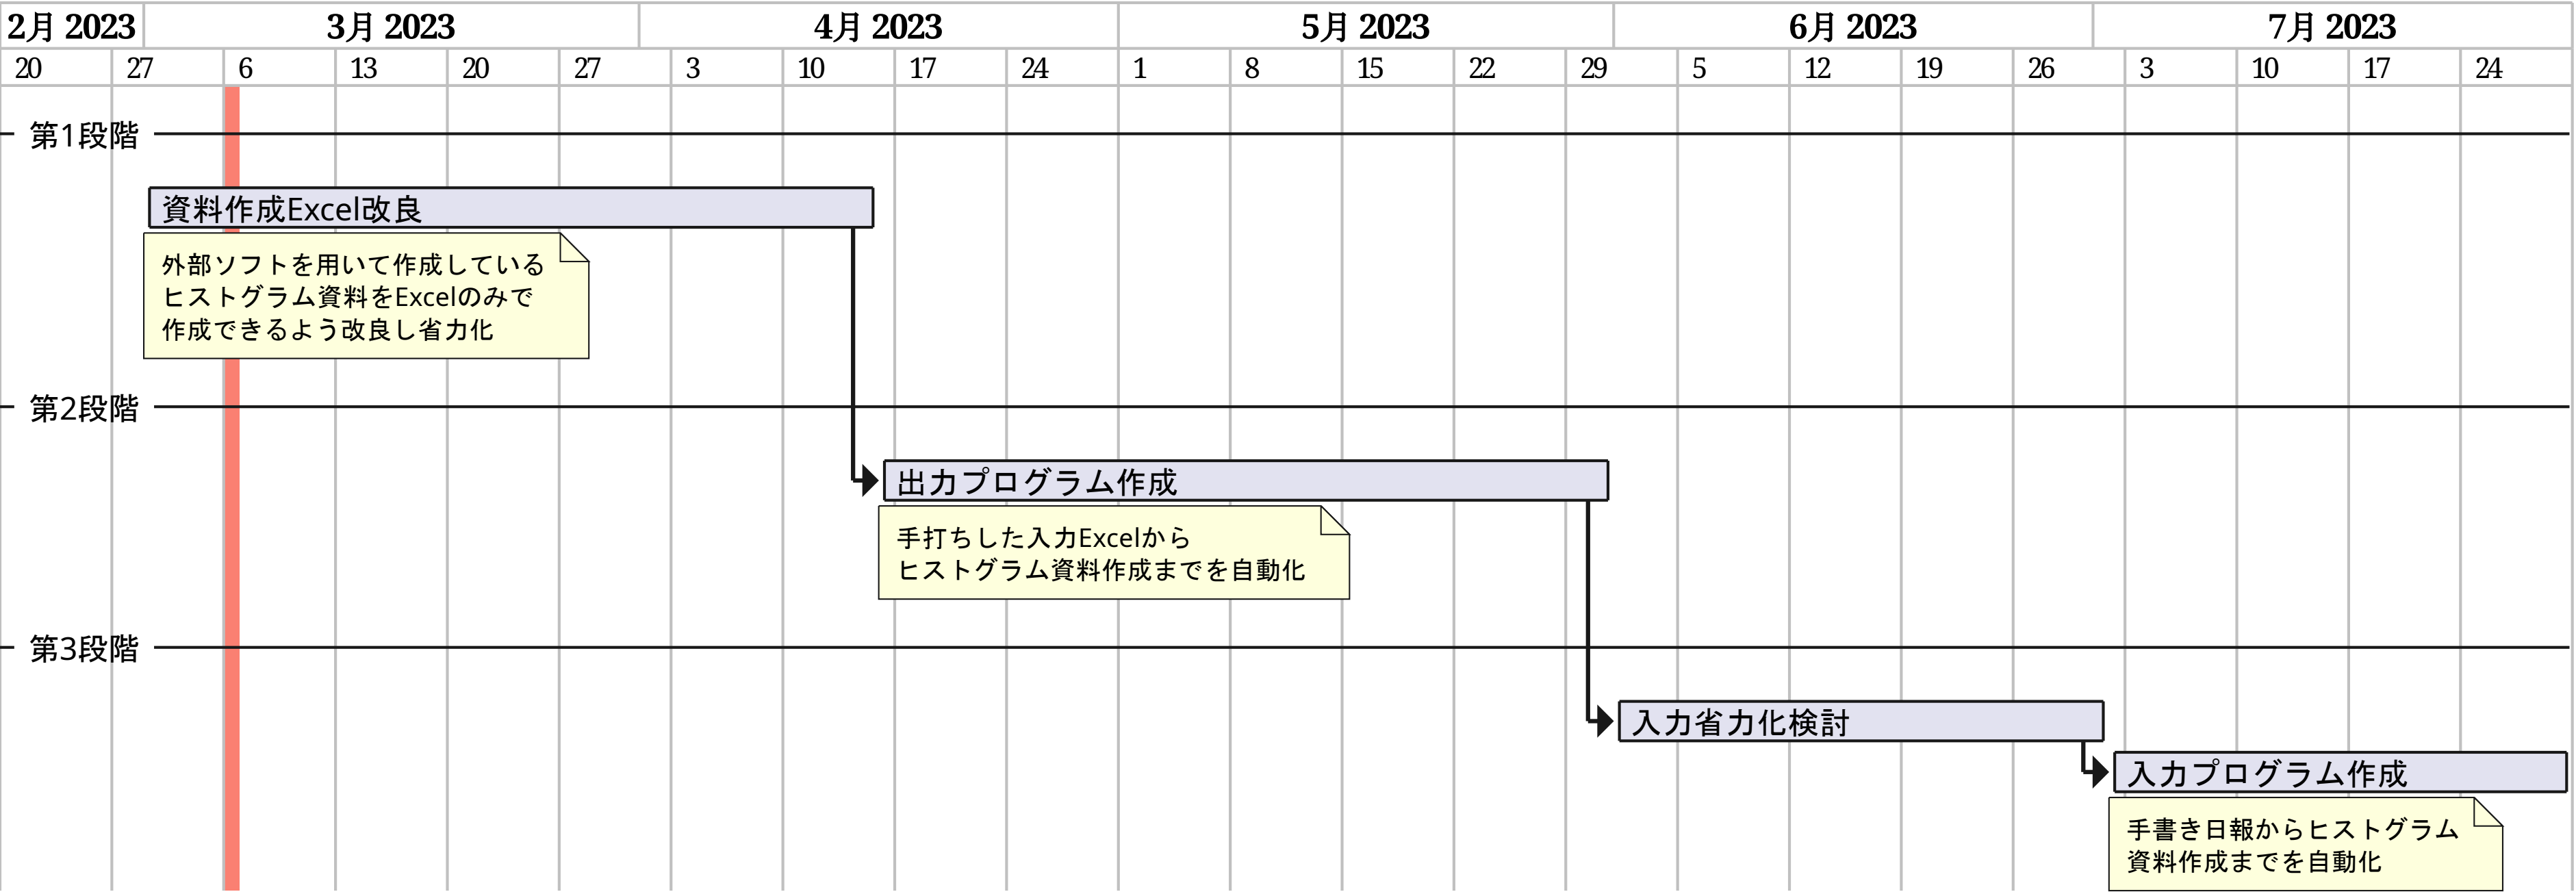 2月 2023 3月 2023 4月 2023 5月 2023 6月 2023 7月 2023
20 27 6 13 20 27 3 10 17 24 1 8 15 22 29 5 12 19 26 3 10 17 24
第1段階
資料作成Excel改良
外部ソフトを用いて作成している
ヒストグラム資料をExcelのみで
作成できるよう改良し省力化
第2段階
出力プログラム作成
手打ちした入力Excelから
ヒストグラム資料作成までを自動化
第3段階
入力省力化検討
入力プログラム作成
手書き日報からヒストグラム
資料作成までを自動化